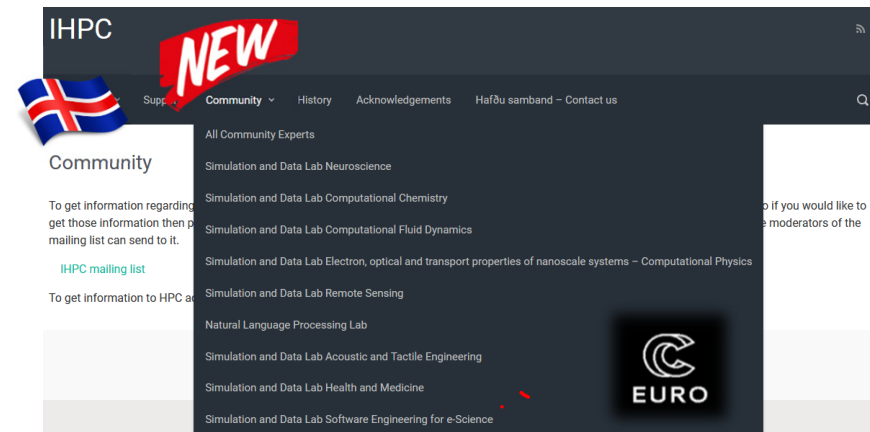 IHPC
NEW
Community
History
Acknowledgements
Hafðu samband – Contact us
All Community Experts
Simulation and Data Lab Neuroscience
Community
Simulation and Data Lab Computational Chemistry
To get information regarding
o if you would like to
Simulation and Data Lab Computational Fluid Dynamics
get those information then
moderators of the
mailing list can send to it.
Simulation and Data Lab Electron, optical and transport properties of nanoscale systems – Computational Physics
IHPC mailing list
Simulation and Data Lab Remote Sensing
To get information to HPC
Natural Language Processing Lab
Simulation and Data Lab Acoustic and Tactile Engineering
Simulation and Data Lab Health and Medicine
EURO
Simulation and Data Lab Software Engineering for e-Science